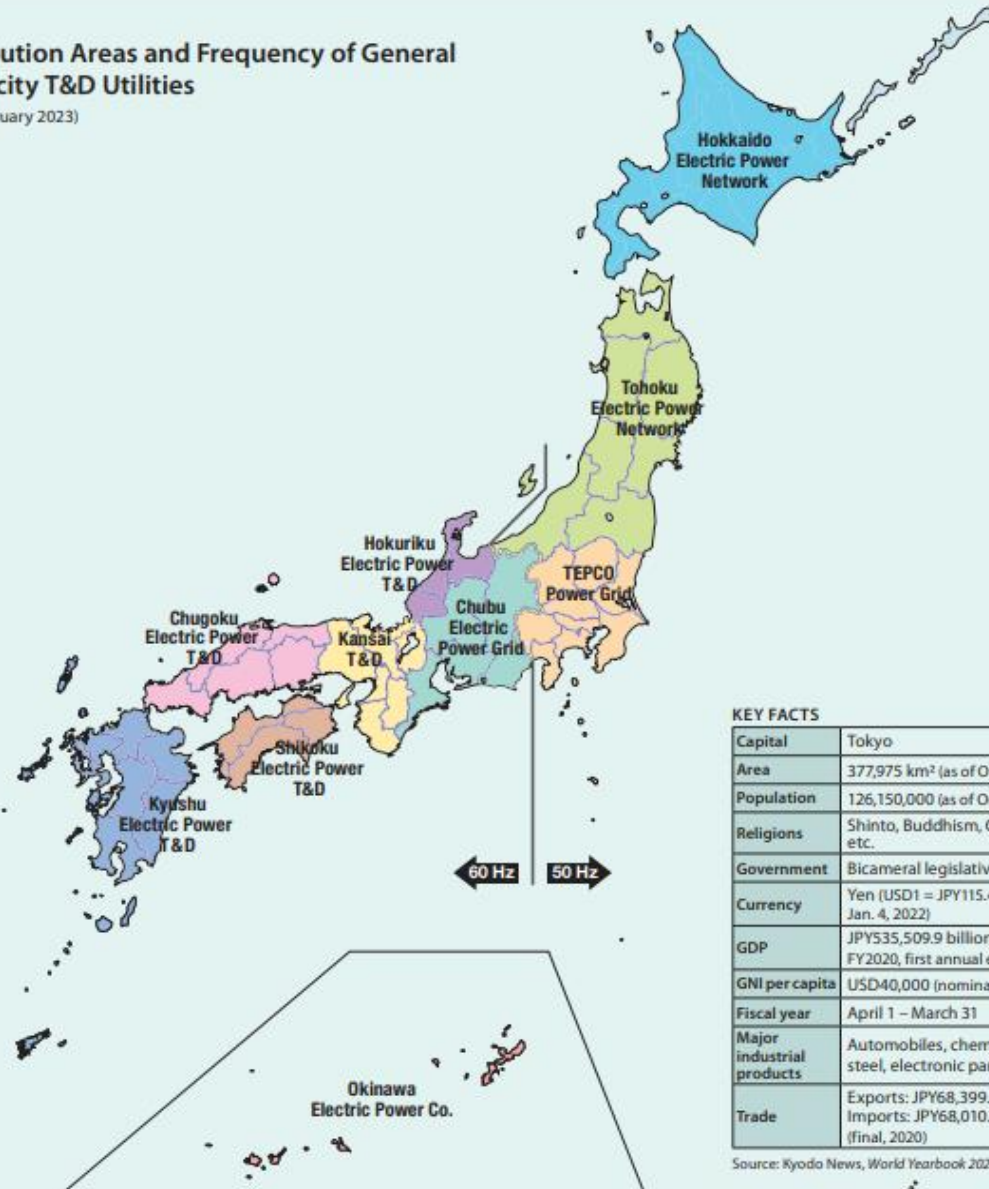 ution Areas and Frequency of General
city T&D Utilities
uary 2023)
Hokkaido
Electric Power
Network
Tohoku
Electric Power
Network
Hokuriku
Electric Power
T&D
TEPCO
Power Grid
Chubu
Electric
Power Grid
Chugoku
Electric Power
T&D
Kansai
T&D
Shikoku
Electric Power
T&D
Kyushu
Electric Power
T&D
60 Hz 50 Hz
Okinawa
Electric Power Co.
KEY FACTS
Capital Tokyo
Area 377,975 km² (as of O
Population 126,150,000 (as of O
Religions Shinto, Buddhism, C
etc.
Government Bicameral legislativ
Currency Yen (USD1 = JPY115.
Jan. 4, 2022)
GDP JPY535,509.9 billion
FY2020, first annual e
GNI per capita USD40,000 (nomina
Fiscal year April 1 – March 31
Major
industrial
products
Automobiles, chem
steel, electronic pa
Trade Exports: JPY68,399.
Imports: JPY68,010.
(final, 2020)
Source: Kyodo News, World Yearbook 202